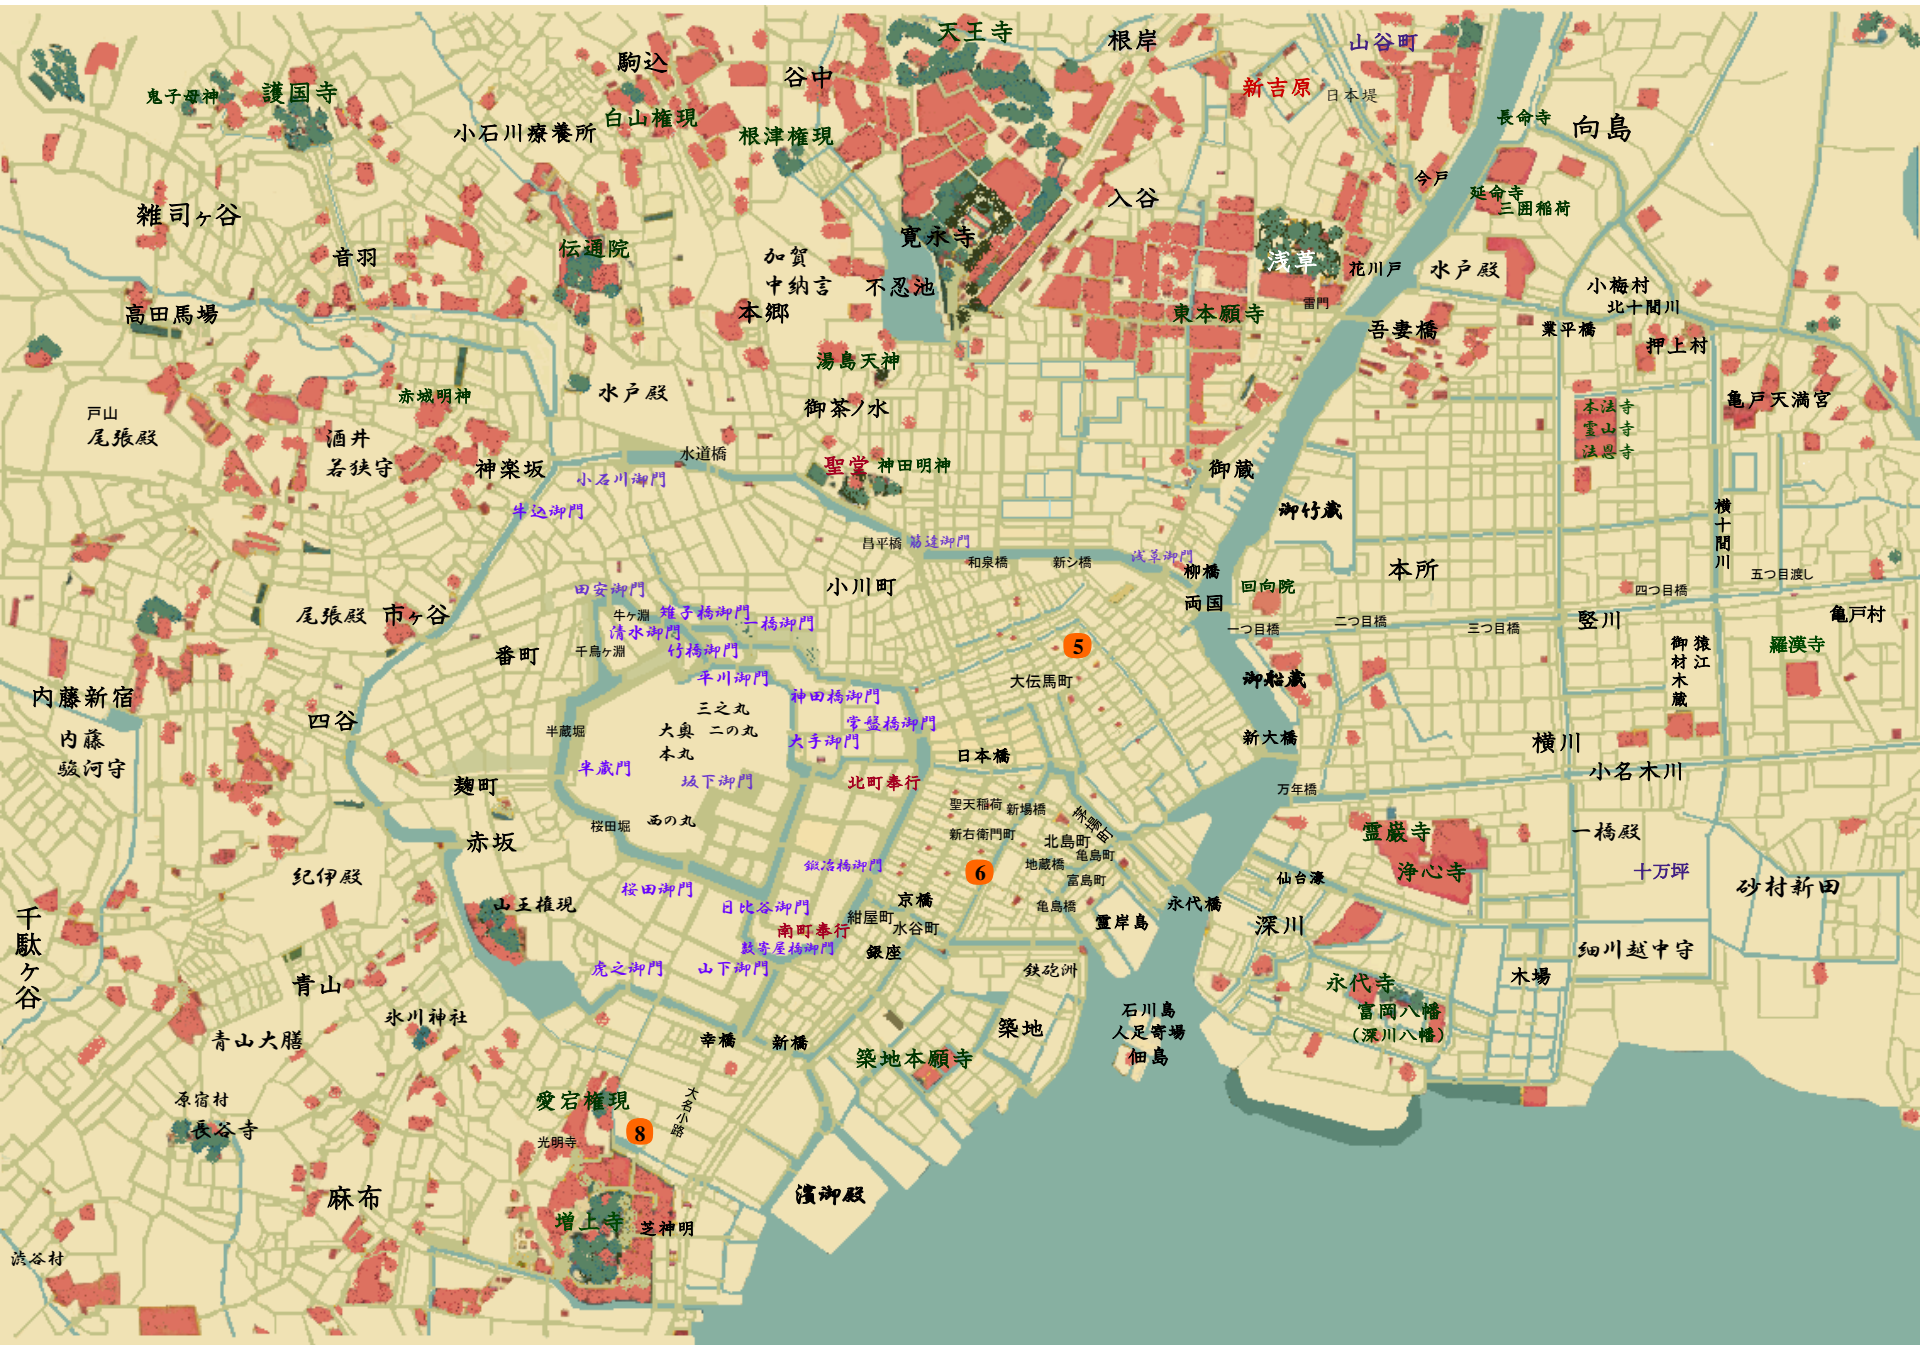 天王寺
根岸
山谷町
駒込
谷中
新吉原
日本堤
鬼子母神
護国寺
白山権現
小石川療養所
根津権現
長命寺
向島
今戸
延命寺
三囲稲荷
入谷
雑司ヶ谷
音羽
伝通院
寛永寺
加賀
中納言
不忍池
浅草
花川戸
水戸殿
小梅村
北十間川
高田馬場
本郷
東本願寺
雷門
吾妻橋
業平橋
押上村
湯島天神
赤城明神
水戸殿
御茶ノ水
亀戸天満宮
本法寺
霊山寺
法恩寺
戸山
尾張殿
酒井
若狭守
神楽坂
水道橋
聖堂
神田明神
御蔵
小石川御門
牛込御門
御竹蔵
横十間川
昌平橋
筋違御門
和泉橋
新シ橋
浅草御門
柳橋
本所
五つ目渡し
小川町
回向院
四つ目橋
両国
田安御門
牛ヶ淵
雉子橋御門
一橋御門
清水御門
竹橋御門
千鳥ヶ淵
尾張殿
市ヶ谷
番町
一つ目橋
二つ目橋
三つ目橋
竪川
亀戸村
猿江
御材木蔵
羅漢寺
5
大伝馬町
御船蔵
平川御門
神田橋御門
内藤新宿
四谷
三之丸
大奥
二の丸
本丸
常盤橋御門
大手御門
半蔵堀
内藤
駿河守
日本橋
新大橋
横川
小名木川
半蔵門
坂下御門
北町奉行
麹町
万年橋
聖天稲荷
新場橋
茅場町
桜田堀
西の丸
新右衛門町
北島町
亀島町
地蔵橋
赤坂
霊巌寺
一橋殿
浄心寺
十万坪
砂村新田
鍛冶橋御門
6
富島町
紀伊殿
桜田御門
京橋
亀島橋
仙台濠
永代橋
山王権現
日比谷御門
紺屋町
水谷町
霊岸島
深川
千駄ヶ谷
南町奉行
数寄屋橋御門
銀座
細川越中守
虎之御門
山下御門
鉄砲洲
木場
青山
永代寺
富岡八幡
(深川八幡)
石川島
人足寄場
佃島
氷川神社
築地
青山大膳
幸橋
新橋
築地本願寺
原宿村
長谷寺
愛宕権現
大名小路
8
光明寺
麻布
濱御殿
増上寺
芝神明
渋谷村